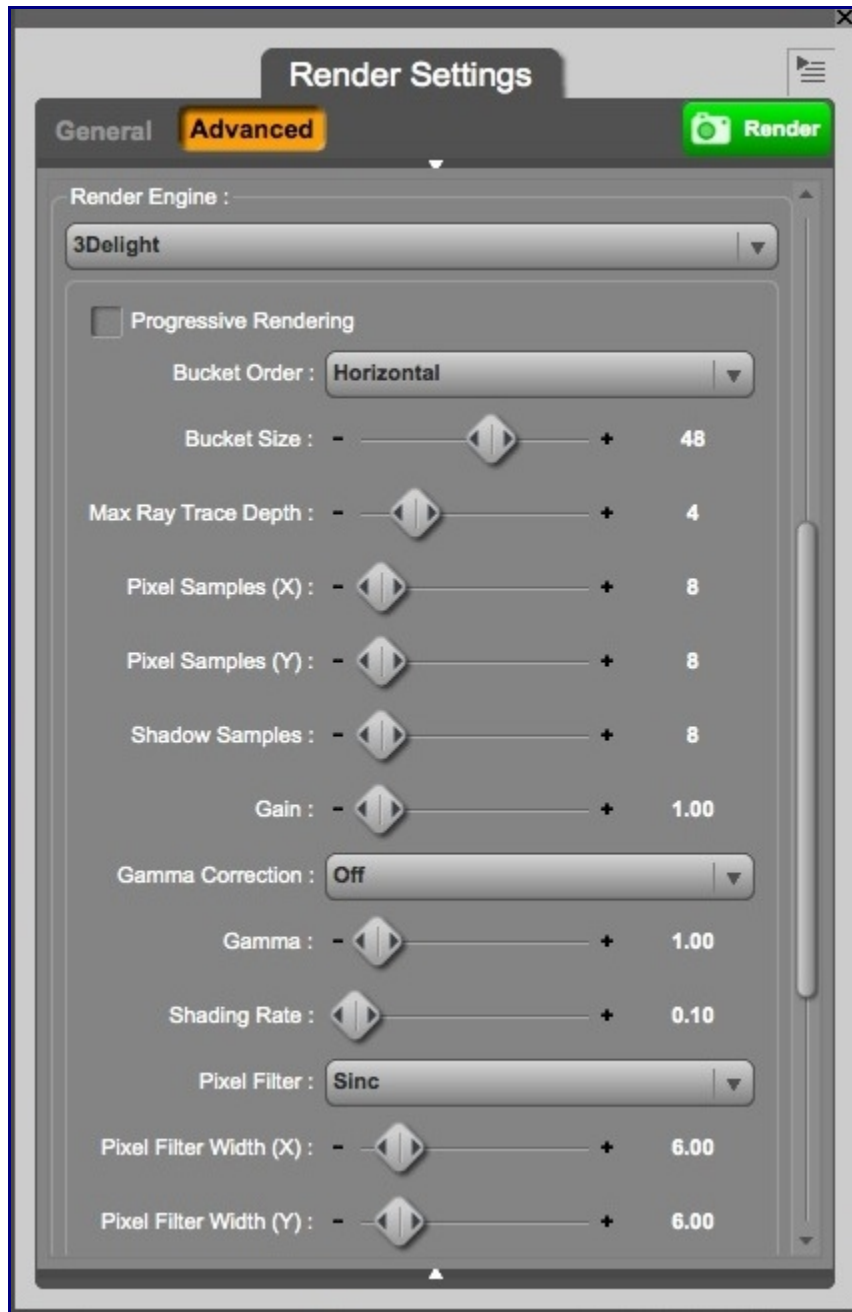 Render Settings
General Advanced Render
Render Engine :
3Delight
Progressive Rendering
Bucket Order : Horizontal
Bucket Size : - + 48
Max Ray Trace Depth : - + 4
Pixel Samples (X) : - + 8
Pixel Samples (Y) : - + 8
Shadow Samples : - + 8
Gain : - + 1.00
Gamma Correction : Off
Gamma : - + 1.00
Shading Rate : + 0.10
Pixel Filter : Sinc
Pixel Filter Width (X) : - + 6.00
Pixel Filter Width (Y) : - + 6.00